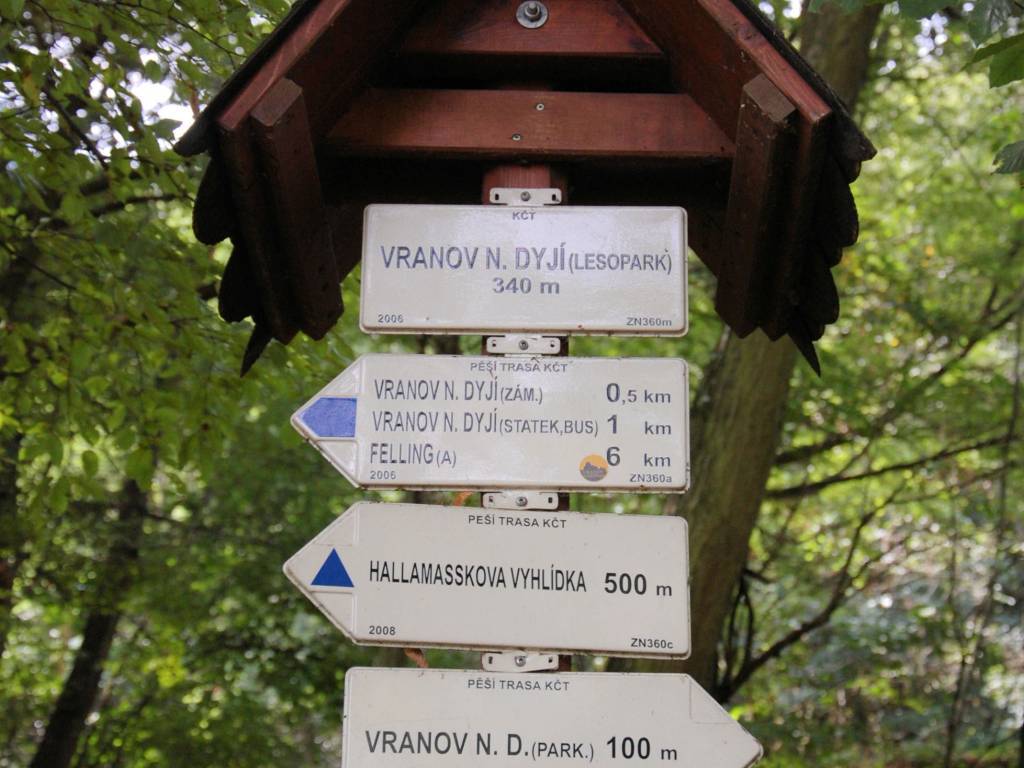 KČT
VRANOV N. DYJÍ (LESOPARK)
340 m
2006 ZN360m
PĚŠÍ TRASA KČT
VRANOV N. DYJÍ (ZÁM.) 0,5 km
VRANOV N. DYJÍ (STATEK,BUS) 1 km
FELLING (A) 6 km
2006 ZN360a
PĚŠÍ TRASA KČT
HALLAMASSKOVA VYHLÍDKA 500 m
2008 ZN360c
PĚŠÍ TRASA KČT
VRANOV N. D. (PARK.) 100 m